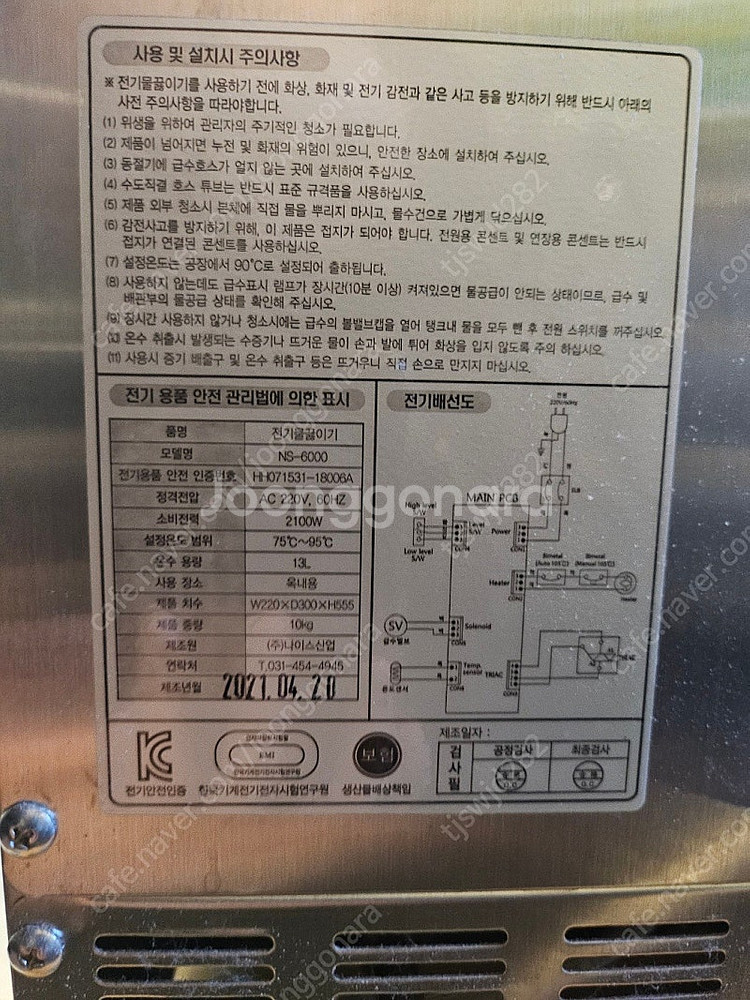 사용 및 설치시 주의사항
※ 전기물끓이기를 사용하기 전에 화상, 화재 및 전기 감전과 같은 사고 등을 방지하기 위해 반드시 아래의
사전 주의사항을 따라야합니다.
(1) 위생을 위하여 관리자의 주기적인 청소가 필요합니다.
(2) 제품이 넘어지면 누전 및 화재의 위험이 있으니, 안전한 장소에 설치하여 주십시오.
(3) 동절기에 급수호스가 얼지 않는 곳에 설치하여 주십시오.
(4) 수도직결 호스 튜브는 반드시 표준 규격품을 사용하십시오.
(5) 제품 외부 청소시 본체에 직접 물을 뿌리지 마시고, 물수건으로 가볍게 닦으십시오.
(6) 감전사고를 방지하기 위해, 이 제품은 접지가 되어야 합니다. 전원용 콘센트 및 연장용 콘센트는 반드시
접지가 연결된 콘센트를 사용하십시오.
(7) 설정온도는 공장에서 90℃로 설정되어 출하됩니다.
(8) 사용하지 않는데도 급수표시 램프가 장시간(10분 이상) 켜져있으면 물공급이 안되는 상태이므로, 급수 및
배관부의 물공급 상태를 확인해 주십시오.
(9) 장시간 사용하지 않거나 청소시에는 급수의 볼밸브캡을 열어 탱크내 물을 모두 뺀 후 전원 스위치를 꺼주십시오.
(10) 온수 취출시 발생되는 수증기나 뜨거운 물이 손과 발에 튀어 화상을 입지 않도록 주의 하십시오.
(11) 사용시 증기 배출구 및 온수 취출구 등은 뜨거우니 직접 손으로 만지지 마십시오.
전기 용품 안전 관리법에 의한 표시
품명 전기물끓이기
모델명 NS-6000
전기용품 안전 인증번호 HH071531-18006A
정격전압 AC 220V, 60HZ
소비전력 2100W
설정온도 범위 75℃~95℃
온수 용량 13L
사용 장소 옥내용
제품 치수 W220×D300×H555
제품 중량 10kg
제조원 (주)나이스산업
연락처 T.031-454-4945
제조년월 2021.04.20
전기배선도
전원
220V/60Hz
MAIN PCB
High level
S/W
Low level
S/W
Level
S/W
Power
Bimetal
Bimetal
Heater
Heater
SV
급수밸브
Solenoid
온도센서
Temp.
sensor
TRIAC
전기안전인증
EMI
한국기계전기전자시험연구원
보험
생산물배상책임
제조일자 :
검사필
공정검사
최종검사
Joonggonara
cafe.naver.com/joonggonara
tjswjd282